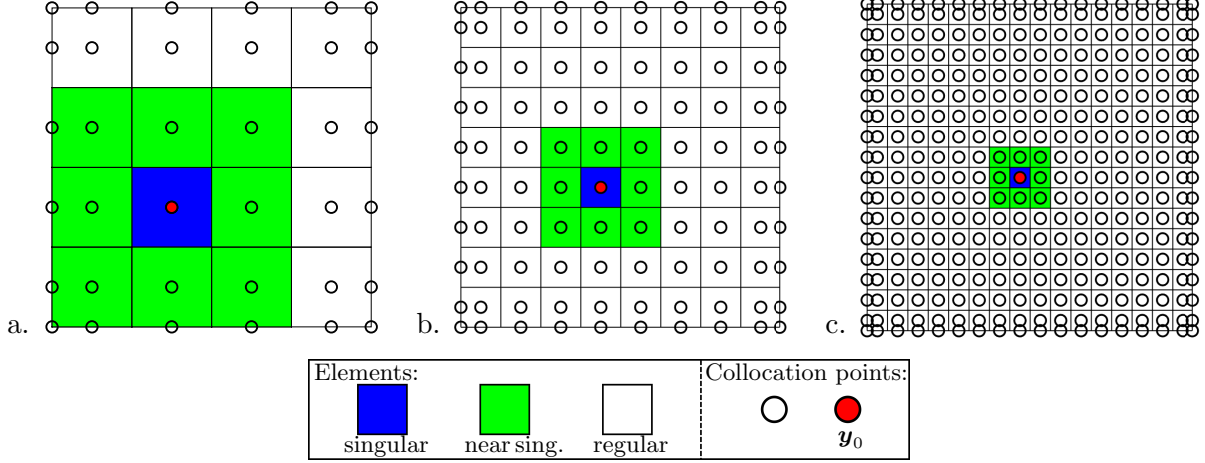 a.
b.
c.
Elements: Collocation points:
singular near sing. regular y₀